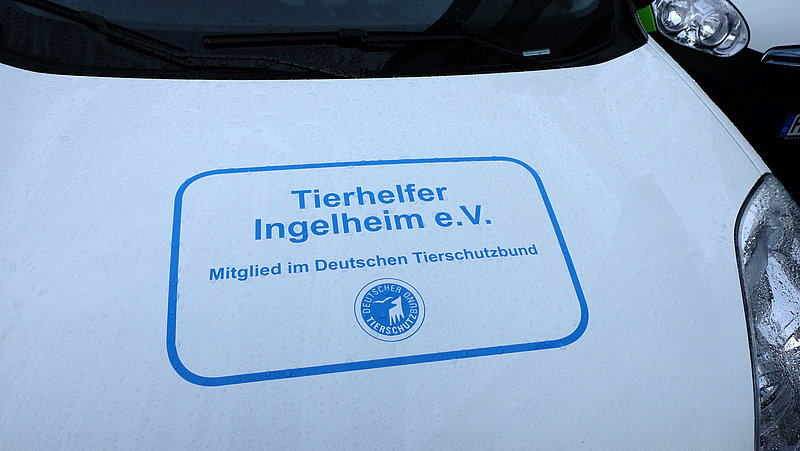 Tierhelfer
Ingelheim e.V.
Mitglied im Deutschen Tierschutzbund
DEUTSCHER
TIERSCHUTZBUND